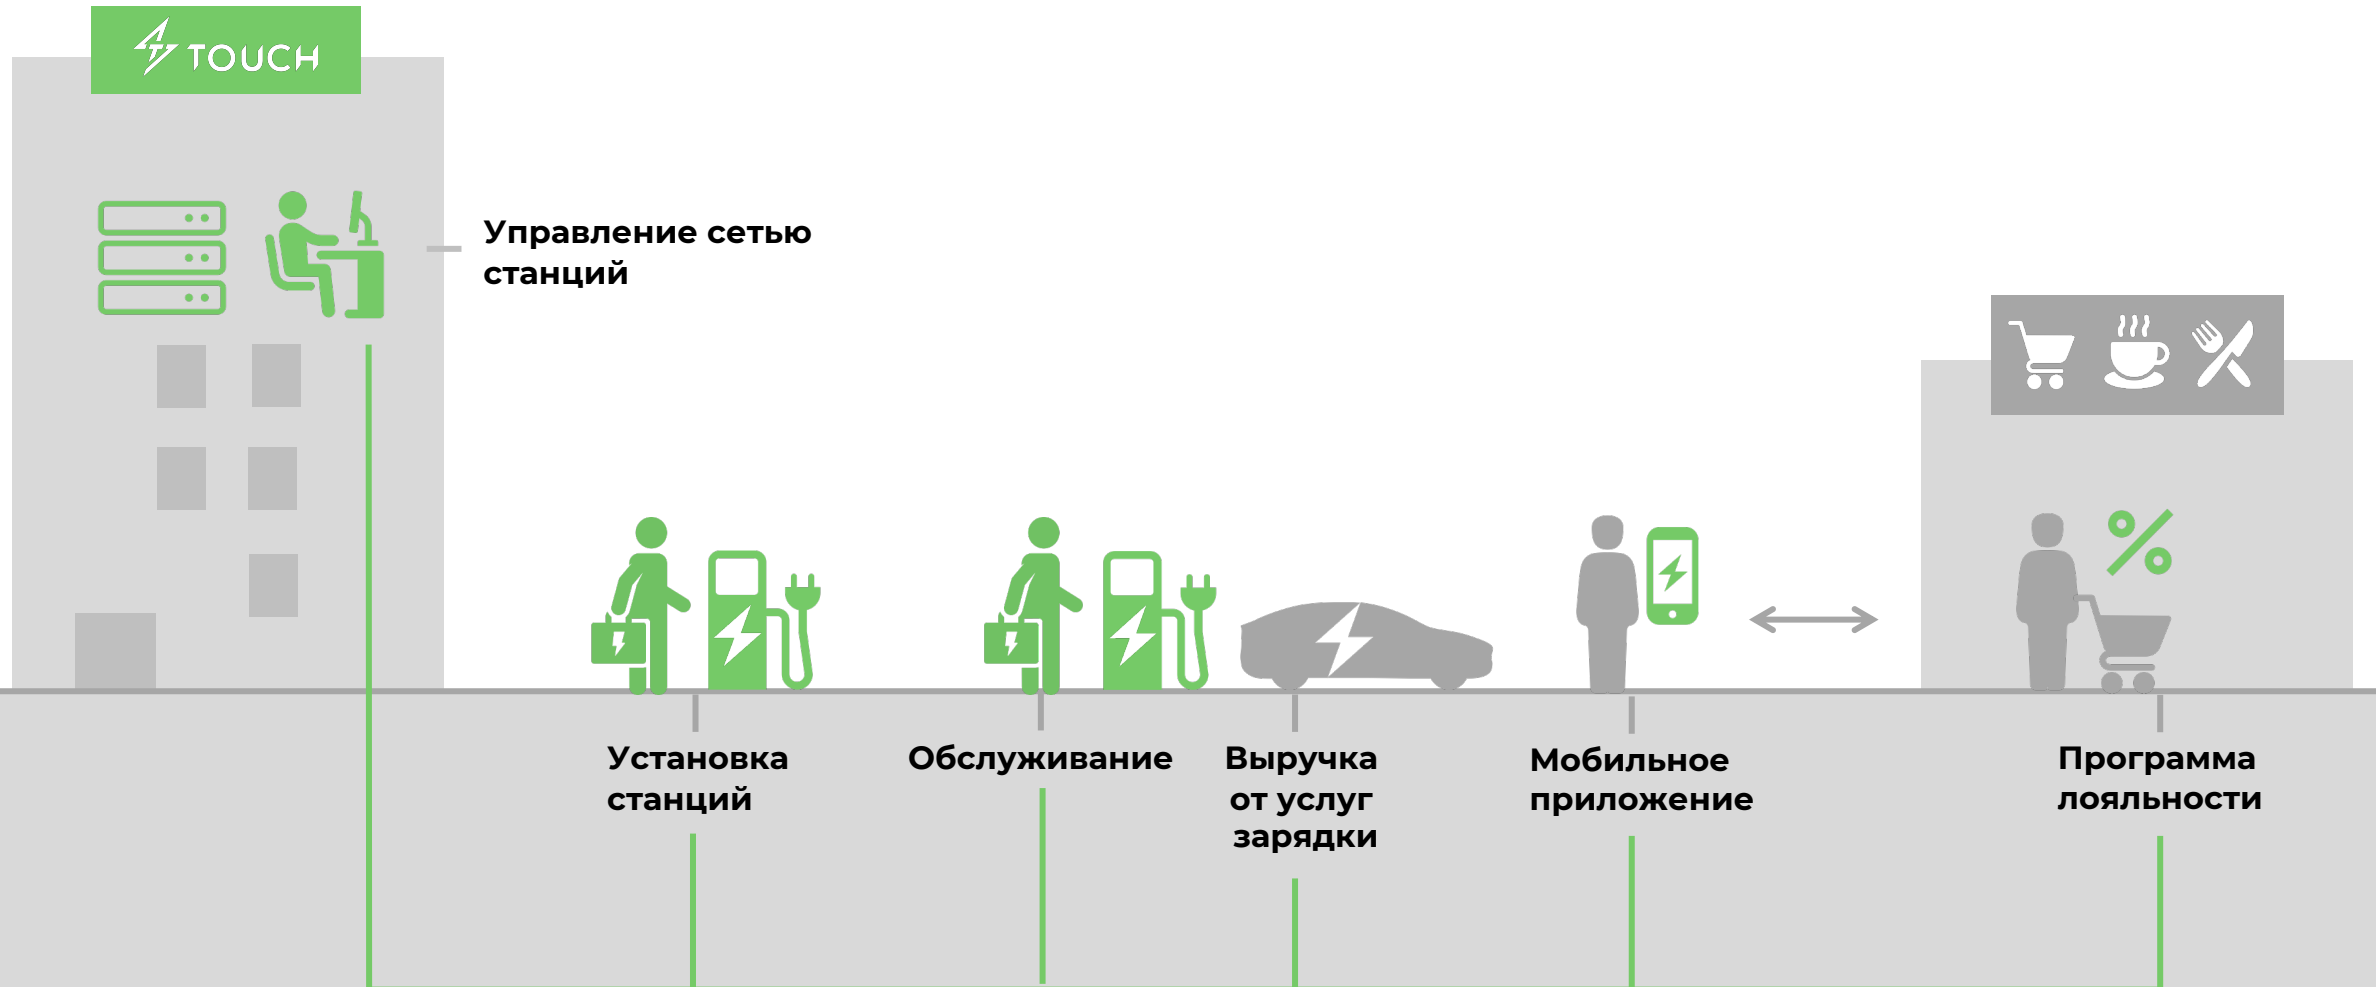 TOUCH
Управление сетью
станций
Установка
станций
Обслуживание
Выручка
от услуг
зарядки
Мобильное
приложение
Программа
лояльности